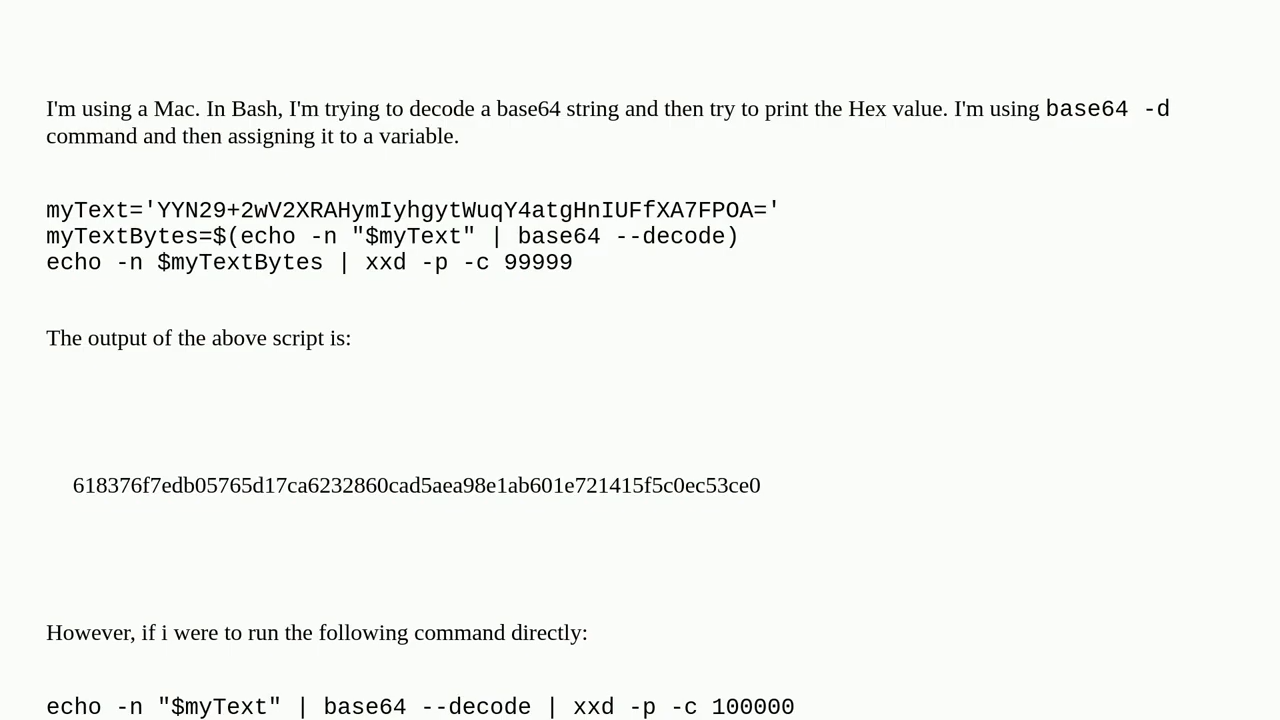 I'm using a Mac. In Bash, I'm trying to decode a base64 string and then try to print the Hex value. I'm using base64 -d
command and then assigning it to a variable.
myText='YYN29+2wV2XRAHymIyhgytWuqY4atgHnIUFfXA7FPOA='
myTextBytes=$(echo -n "$myText" | base64 --decode)
echo -n $myTextBytes | xxd -p -c 99999
The output of the above script is:
618376f7edb05765d17ca6232860cad5aea98e1ab601e721415f5c0ec53ce0
However, if i were to run the following command directly:
echo -n "$myText" | base64 --decode | xxd -p -c 100000